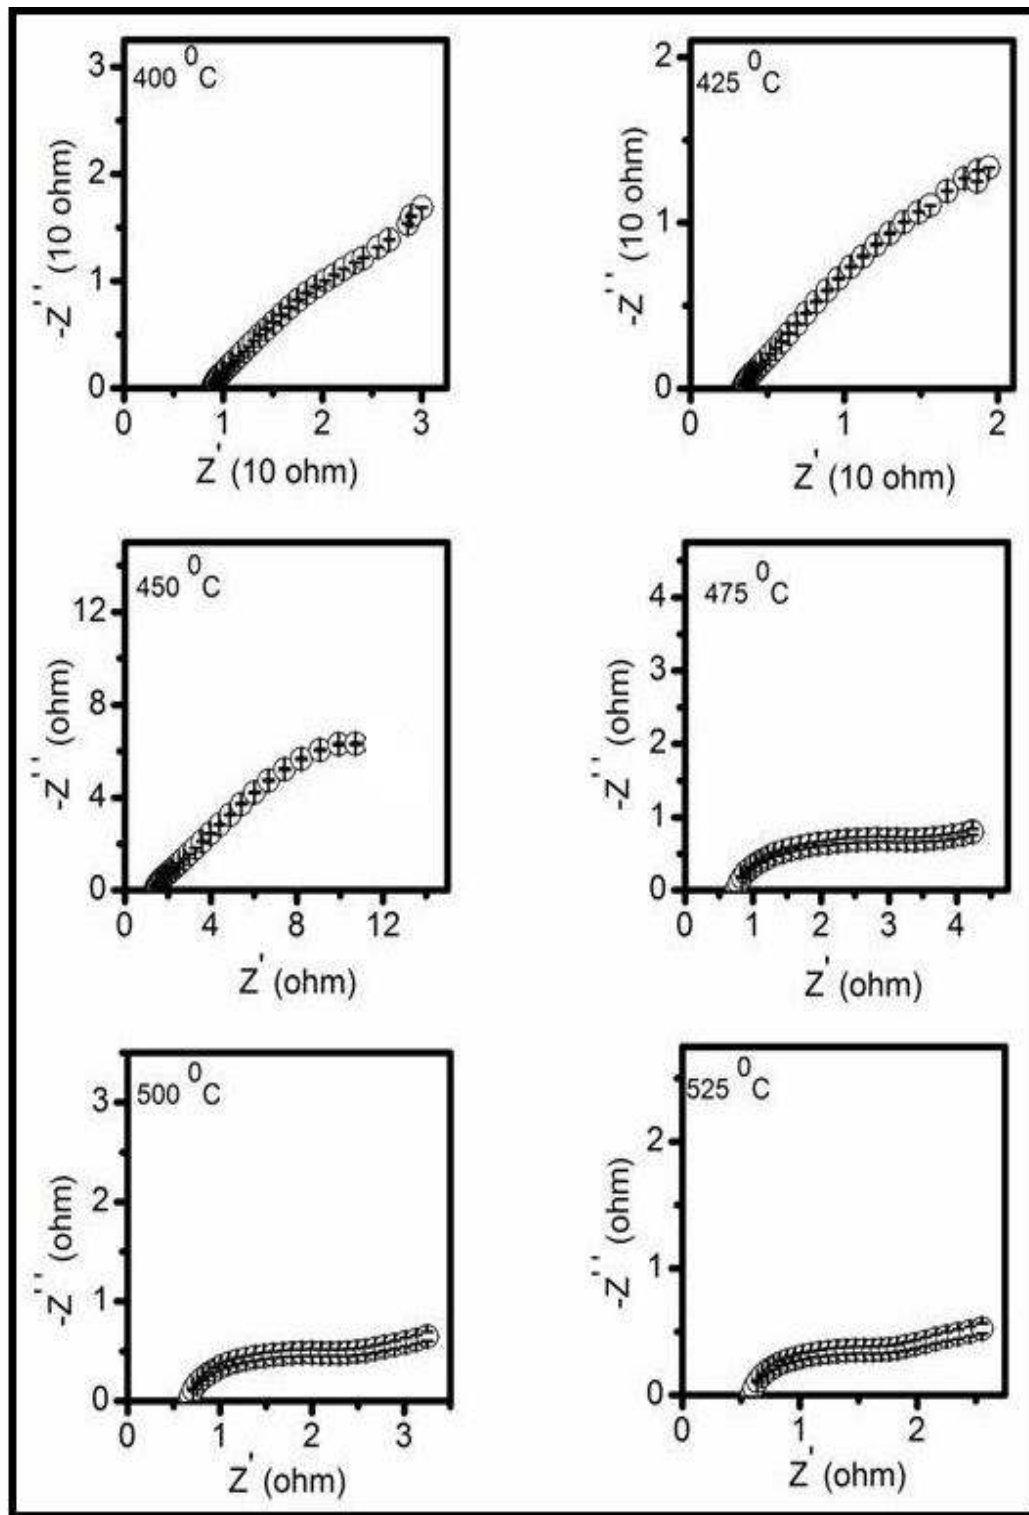 400 ⁰C
3
2
1
0
-Z'' (10 ohm)
0 1 2 3
Z' (10 ohm)
425 ⁰C
2
1
0
-Z'' (10 ohm)
0 1 2
Z' (10 ohm)
450 ⁰C
12
8
4
0
-Z'' (ohm)
0 4 8 12
Z' (ohm)
475 ⁰C
4
3
2
1
0
-Z'' (ohm)
0 1 2 3 4
Z' (ohm)
500 ⁰C
3
2
1
0
-Z'' (ohm)
0 1 2 3
Z' (ohm)
525 ⁰C
2
1
0
-Z'' (ohm)
0 1 2
Z' (ohm)